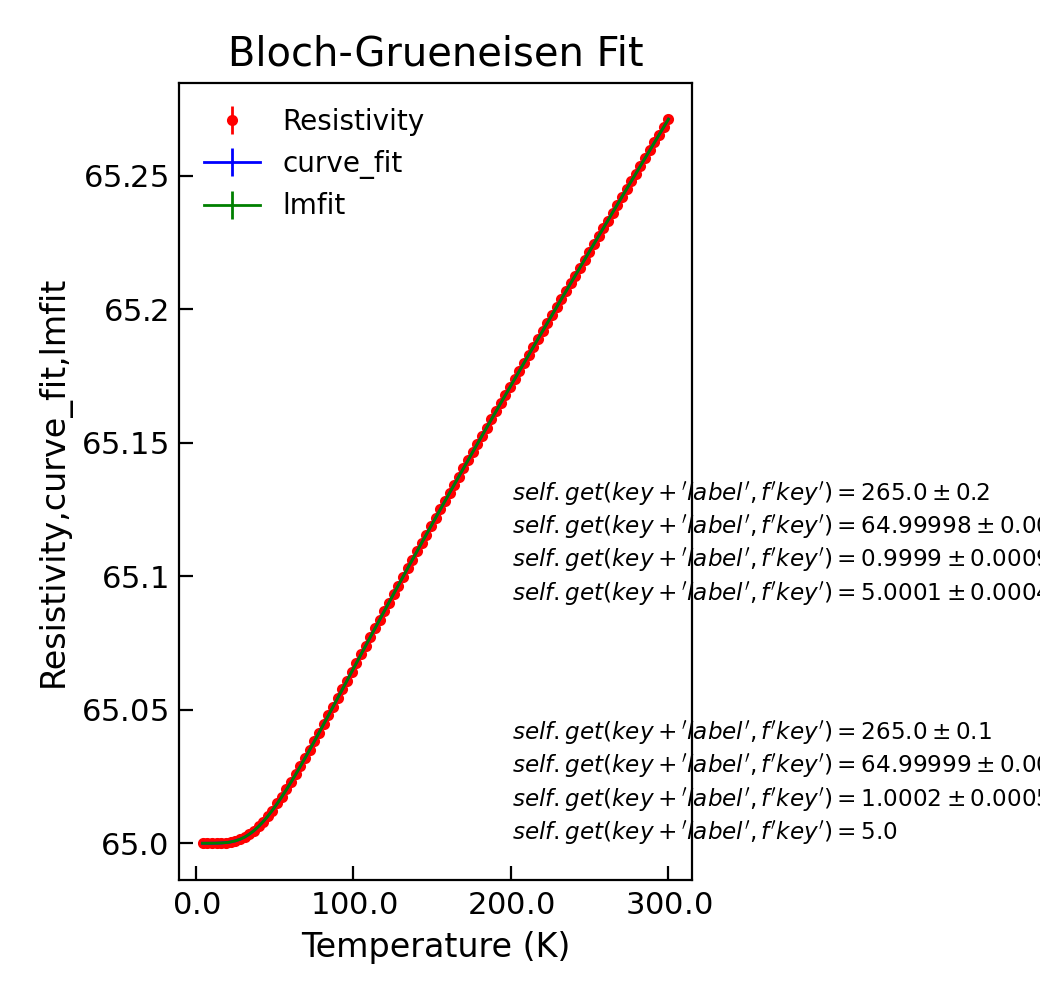 Bloch-Grueneisen Fit
Resistivity
curve_fit
lmfit
65.25
65.2
65.15
65.1
65.05
65.0
Resistivity,curve_fit,lmfit
self.get(key+'label',f'key') = 265.0 ± 0.2
self.get(key+'label',f'key') = 64.99998 ± 0.00
self.get(key+'label',f'key') = 0.9999 ± 0.0009
self.get(key+'label',f'key') = 5.0001 ± 0.0004
self.get(key+'label',f'key') = 265.0 ± 0.1
self.get(key+'label',f'key') = 64.99999 ± 0.00
self.get(key+'label',f'key') = 1.0002 ± 0.0005
self.get(key+'label',f'key') = 5.0
0.0 100.0 200.0 300.0
Temperature (K)